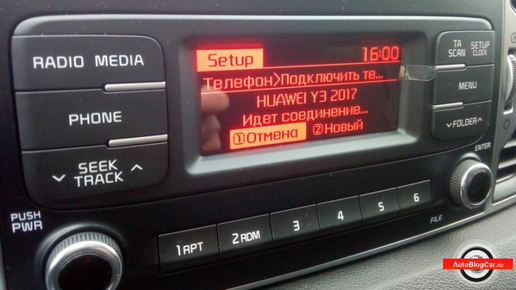 RADIO MEDIA
PHONE
SEEK
TRACK
PUSH
PWR
Setup 16:00
Телефон>Подключить те...
HUAWEI Y3 2017
Идет соединение...
①Отмена ②Новый
TA
SCAN
SETUP
CLOCK
MENU
FOLDER
ENTER
1 RPT
2 RDM
3
4
5
6
FILE
AutoBlogCar.eu